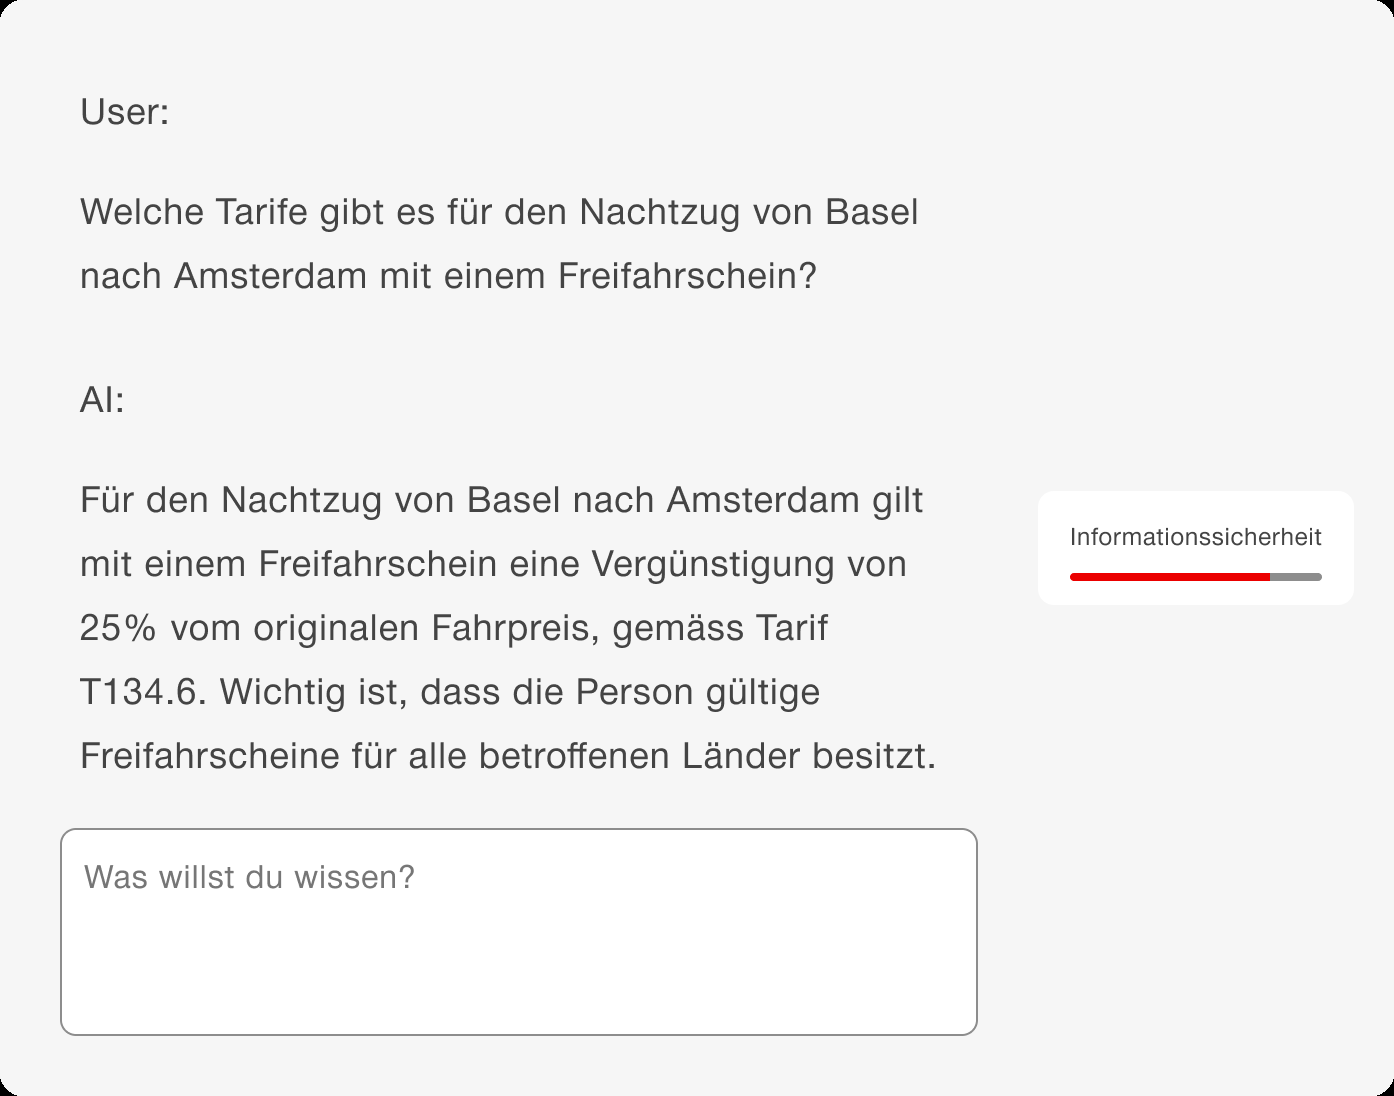 User:
Welche Tarife gibt es für den Nachtzug von Basel
nach Amsterdam mit einem Freifahrschein?
AI:
Für den Nachtzug von Basel nach Amsterdam gilt
mit einem Freifahrschein eine Vergünstigung von
25% vom originalen Fahrpreis, gemäss Tarif
T134.6. Wichtig ist, dass die Person gültige
Freifahrscheine für alle betroffenen Länder besitzt.
Informationssicherheit
Was willst du wissen?